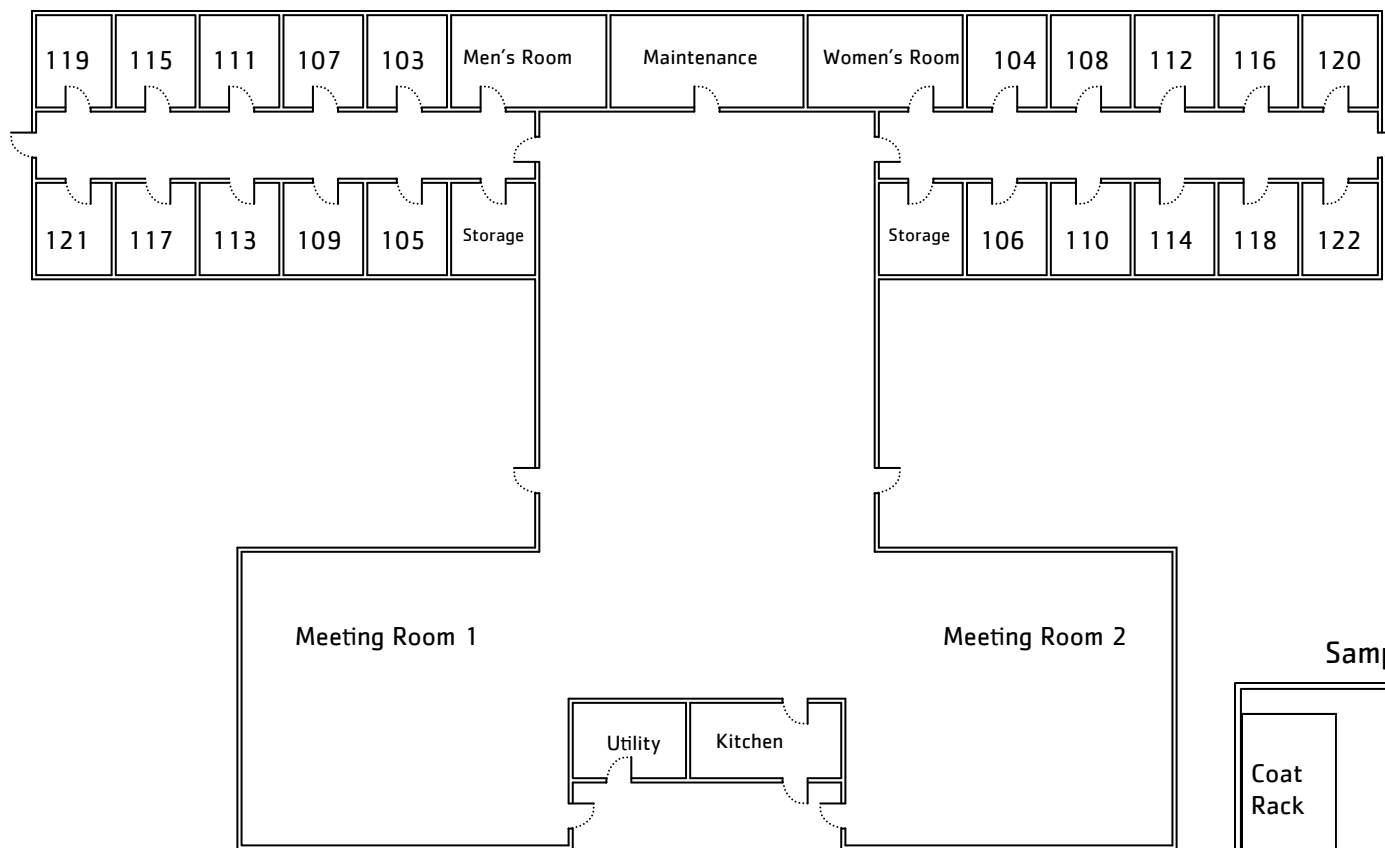 119 115 111 107 103 Men's Room Maintenance Women's Room 104 108 112 116 120
121 117 113 109 105 Storage Storage 106 110 114 118 122
Meeting Room 1 Meeting Room 2
Samp
Utility Kitchen
Coat
Rack